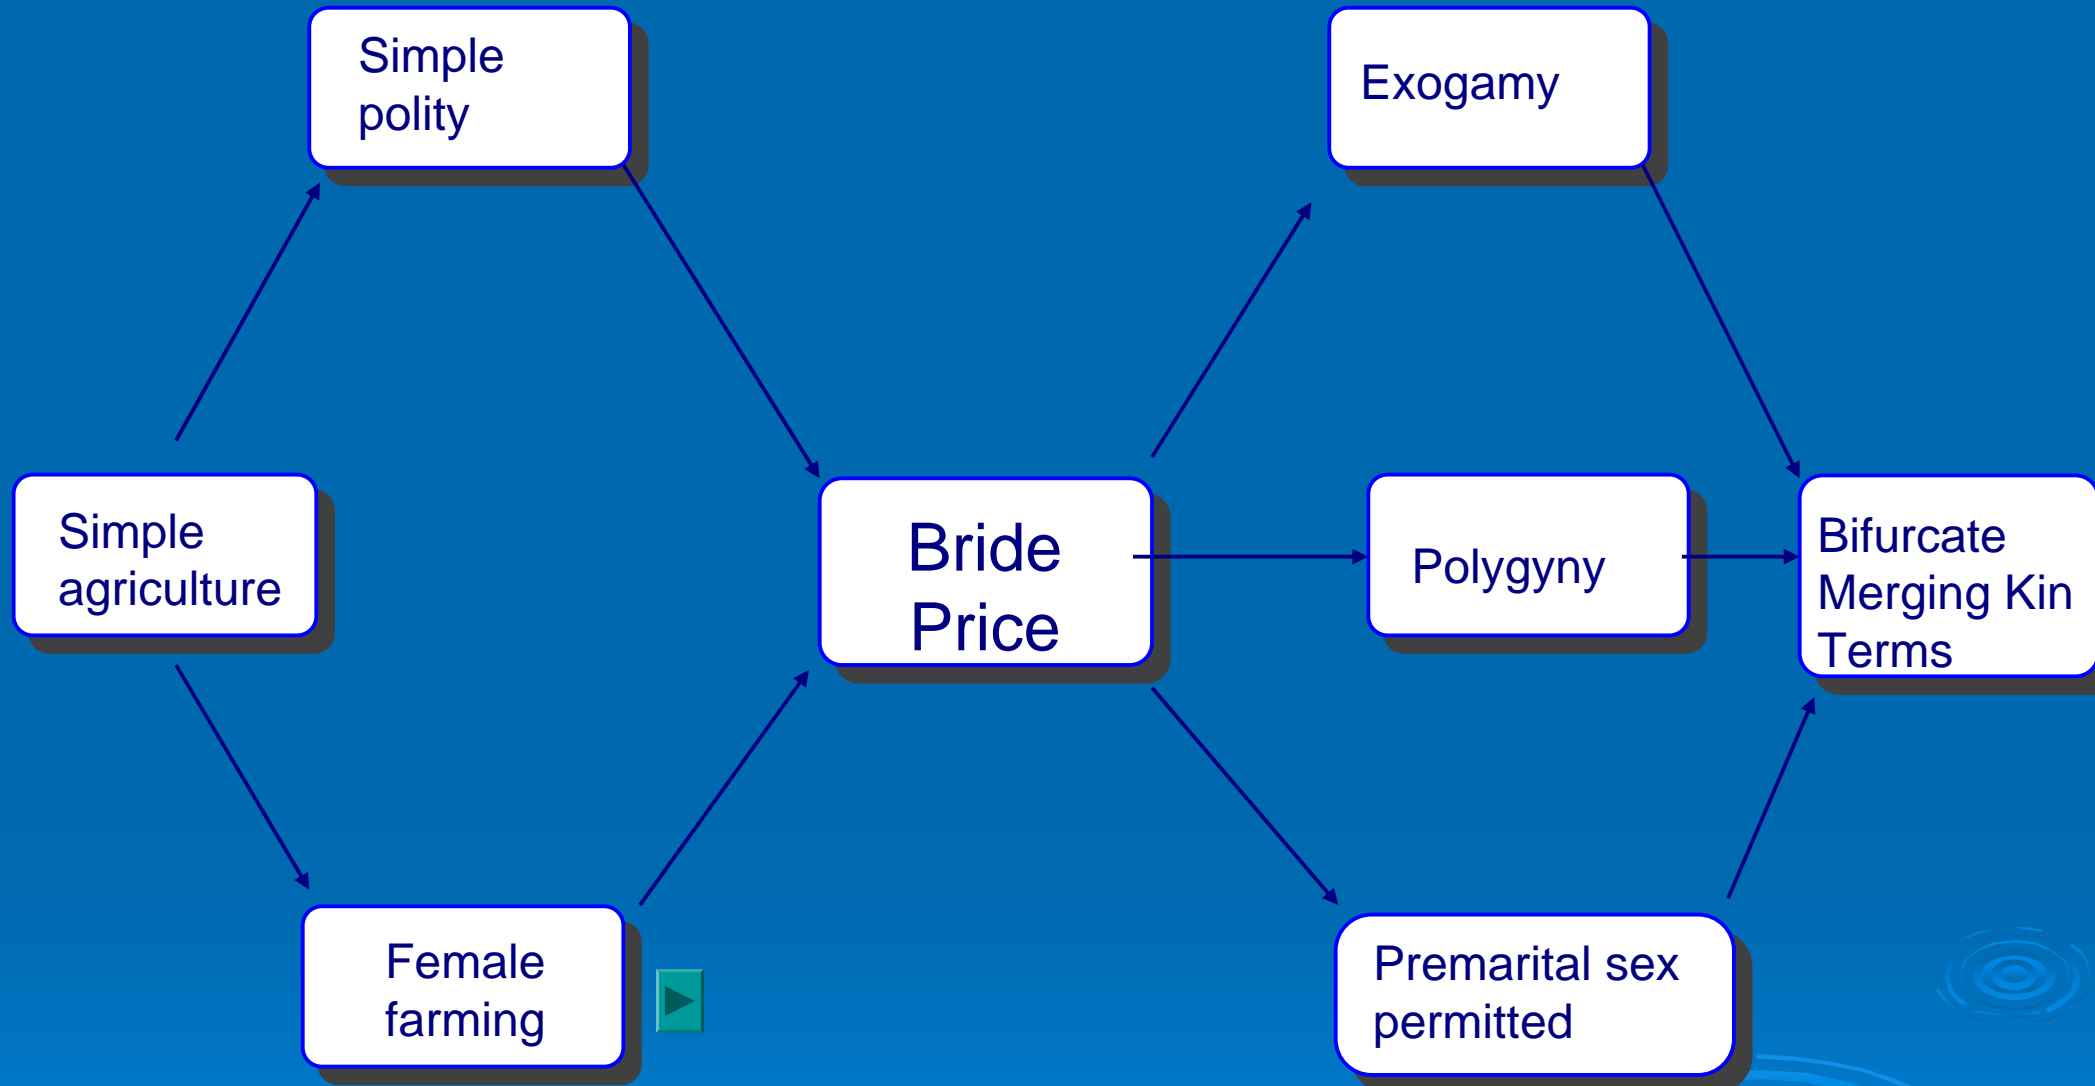 Simple
polity
Exogamy
Simple
agriculture
Bride
Price
Polygyny
Bifurcate
Merging Kin
Terms
Female
farming
Premarital sex
permitted